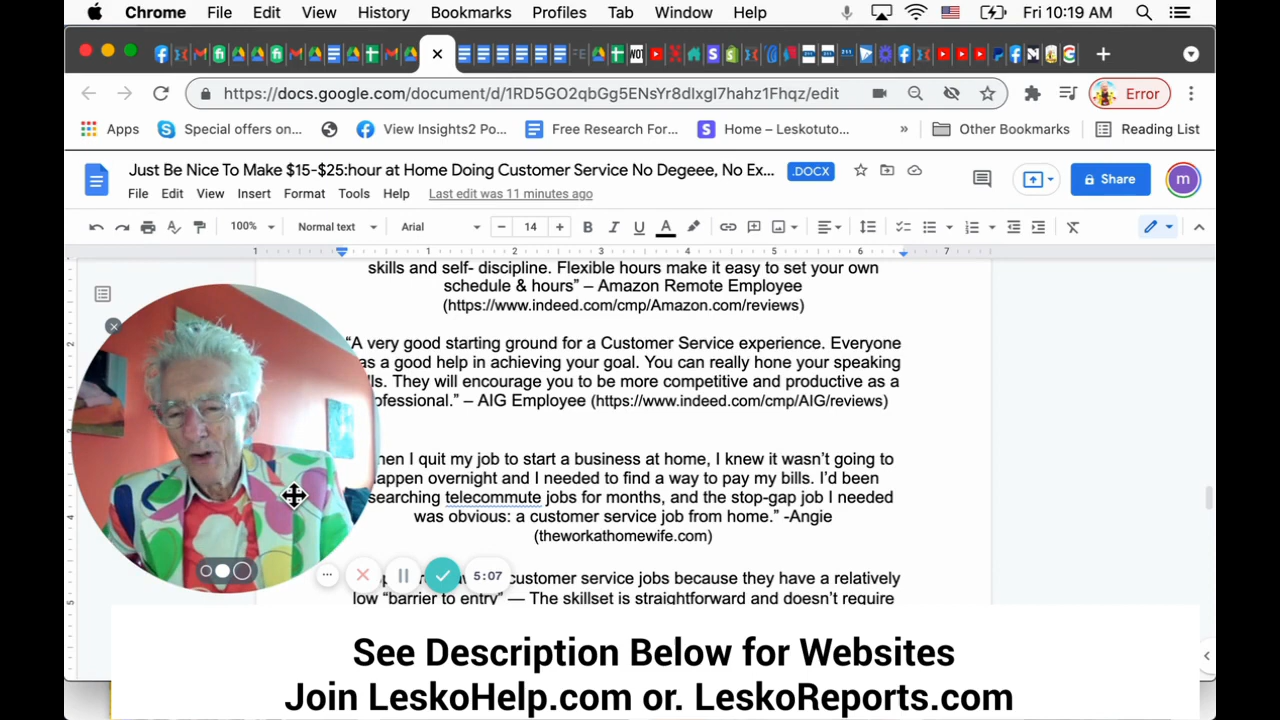 Chrome File Edit View History Bookmarks Profiles Tab Window Help Fri 10:19 AM
https://docs.google.com/document/d/1RD5GO2qbGg5ENsYr8dIxgI7hahz1Fhqz/edit Error
Apps Special offers on... View Insights2 Po... Free Research For... Home – Leskotuto... » Other Bookmarks Reading List
Just Be Nice To Make $15-$25:hour at Home Doing Customer Service No Degeee, No Ex... .DOCX
File Edit View Insert Format Tools Help Last edit was 11 minutes ago
Share m
100% Normal text Arial 14 B I U A
1 1 2 3 4 5 6 7
skills and self- discipline. Flexible hours make it easy to set your own
schedule & hours” – Amazon Remote Employee
(https://www.indeed.com/cmp/Amazon.com/reviews)
“A very good starting ground for a Customer Service experience. Everyone
as a good help in achieving your goal. You can really hone your speaking
lls. They will encourage you to be more competitive and productive as a
ofessional.” – AIG Employee (https://www.indeed.com/cmp/AIG/reviews)
hen I quit my job to start a business at home, I knew it wasn’t going to
appen overnight and I needed to find a way to pay my bills. I’d been
searching telecommute jobs for months, and the stop-gap job I needed
was obvious: a customer service job from home.” -Angie
(theworkathomewife.com)
customer service jobs because they have a relatively
low “barrier to entry” — The skillset is straightforward and doesn’t require
5:07
See Description Below for Websites
Join LeskoHelp.com or. LeskoReports.com